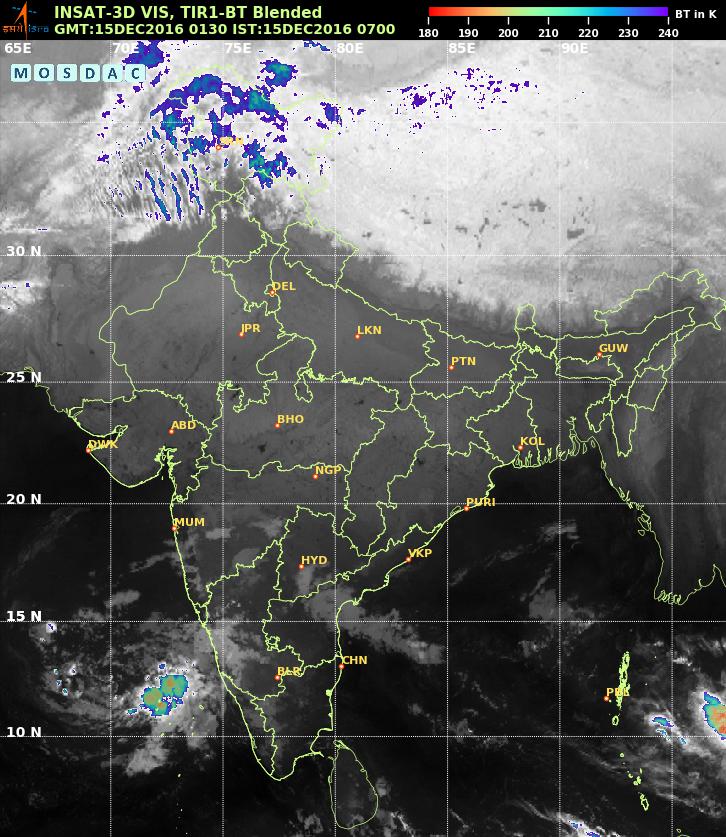 INSAT-3D VIS, TIR1-BT Blended
GMT:15DEC2016 0130 IST:15DEC2016 0700
BT in K
180 190 200 210 220 230 240
65E 70E 75E 80E 85E 90E
MOSDAC
30 N
DEL
JPR
LKN
GUW
PTN
25 N
ABD
BHO
DWK
KOL
NGP
20 N
PURI
MUM
VKP
HYD
15 N
CHN
BLR
PBL
10 N